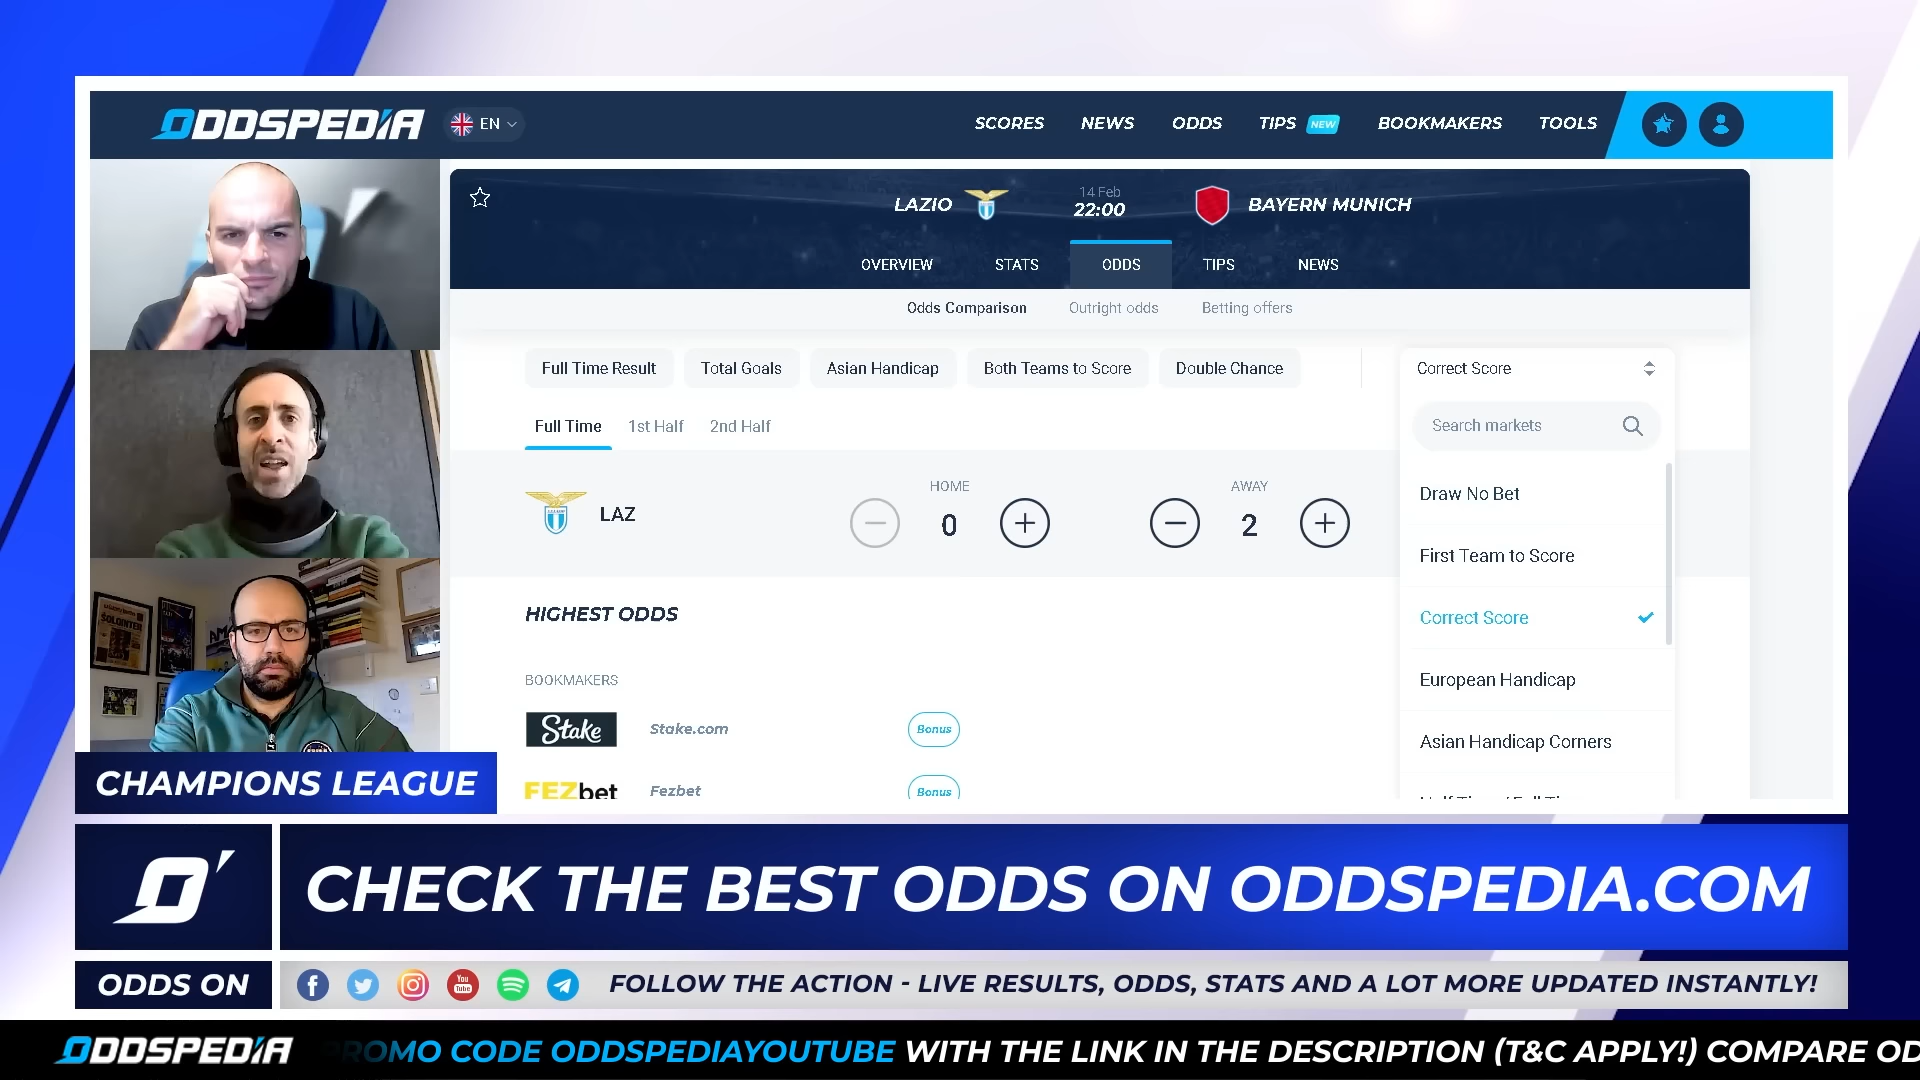 ODDSPEDIA
EN
SCORES NEWS ODDS TIPS NEW BOOKMAKERS TOOLS
LAZIO
14 Feb
22:00
BAYERN MUNICH
OVERVIEW STATS ODDS TIPS NEWS
Odds Comparison Outright odds Betting offers
Full Time Result Total Goals Asian Handicap Both Teams to Score Double Chance
Correct Score
Full Time 1st Half 2nd Half
Search markets
LAZ
HOME
0
AWAY
2
Draw No Bet
First Team to Score
Correct Score
European Handicap
Asian Handicap Corners
HIGHEST ODDS
BOOKMAKERS
Stake Stake.com Bonus
FEZbet Fezbet Bonus
CHAMPIONS LEAGUE
CHECK THE BEST ODDS ON ODDSPEDIA.COM
ODDS ON
You Tube
FOLLOW THE ACTION - LIVE RESULTS, ODDS, STATS AND A LOT MORE UPDATED INSTANTLY!
ODDSPEDIA
PROMO CODE ODDSPEDIAYOUTUBE WITH THE LINK IN THE DESCRIPTION (T&C APPLY!) COMPARE OD